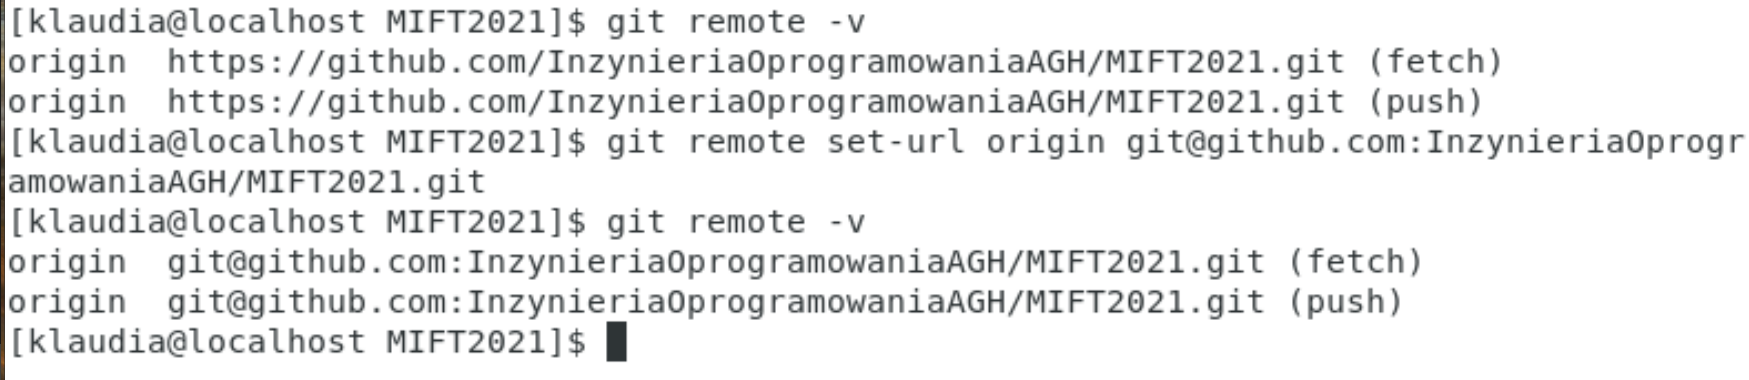 [klaudia@localhost MIFT2021]$ git remote -v
origin  https://github.com/InzynieriaOprogramowaniaAGH/MIFT2021.git (fetch)
origin  https://github.com/InzynieriaOprogramowaniaAGH/MIFT2021.git (push)
[klaudia@localhost MIFT2021]$ git remote set-url origin git@github.com:InzynieriaOprogr
amowaniaAGH/MIFT2021.git
[klaudia@localhost MIFT2021]$ git remote -v
origin  git@github.com:InzynieriaOprogramowaniaAGH/MIFT2021.git (fetch)
origin  git@github.com:InzynieriaOprogramowaniaAGH/MIFT2021.git (push)
[klaudia@localhost MIFT2021]$